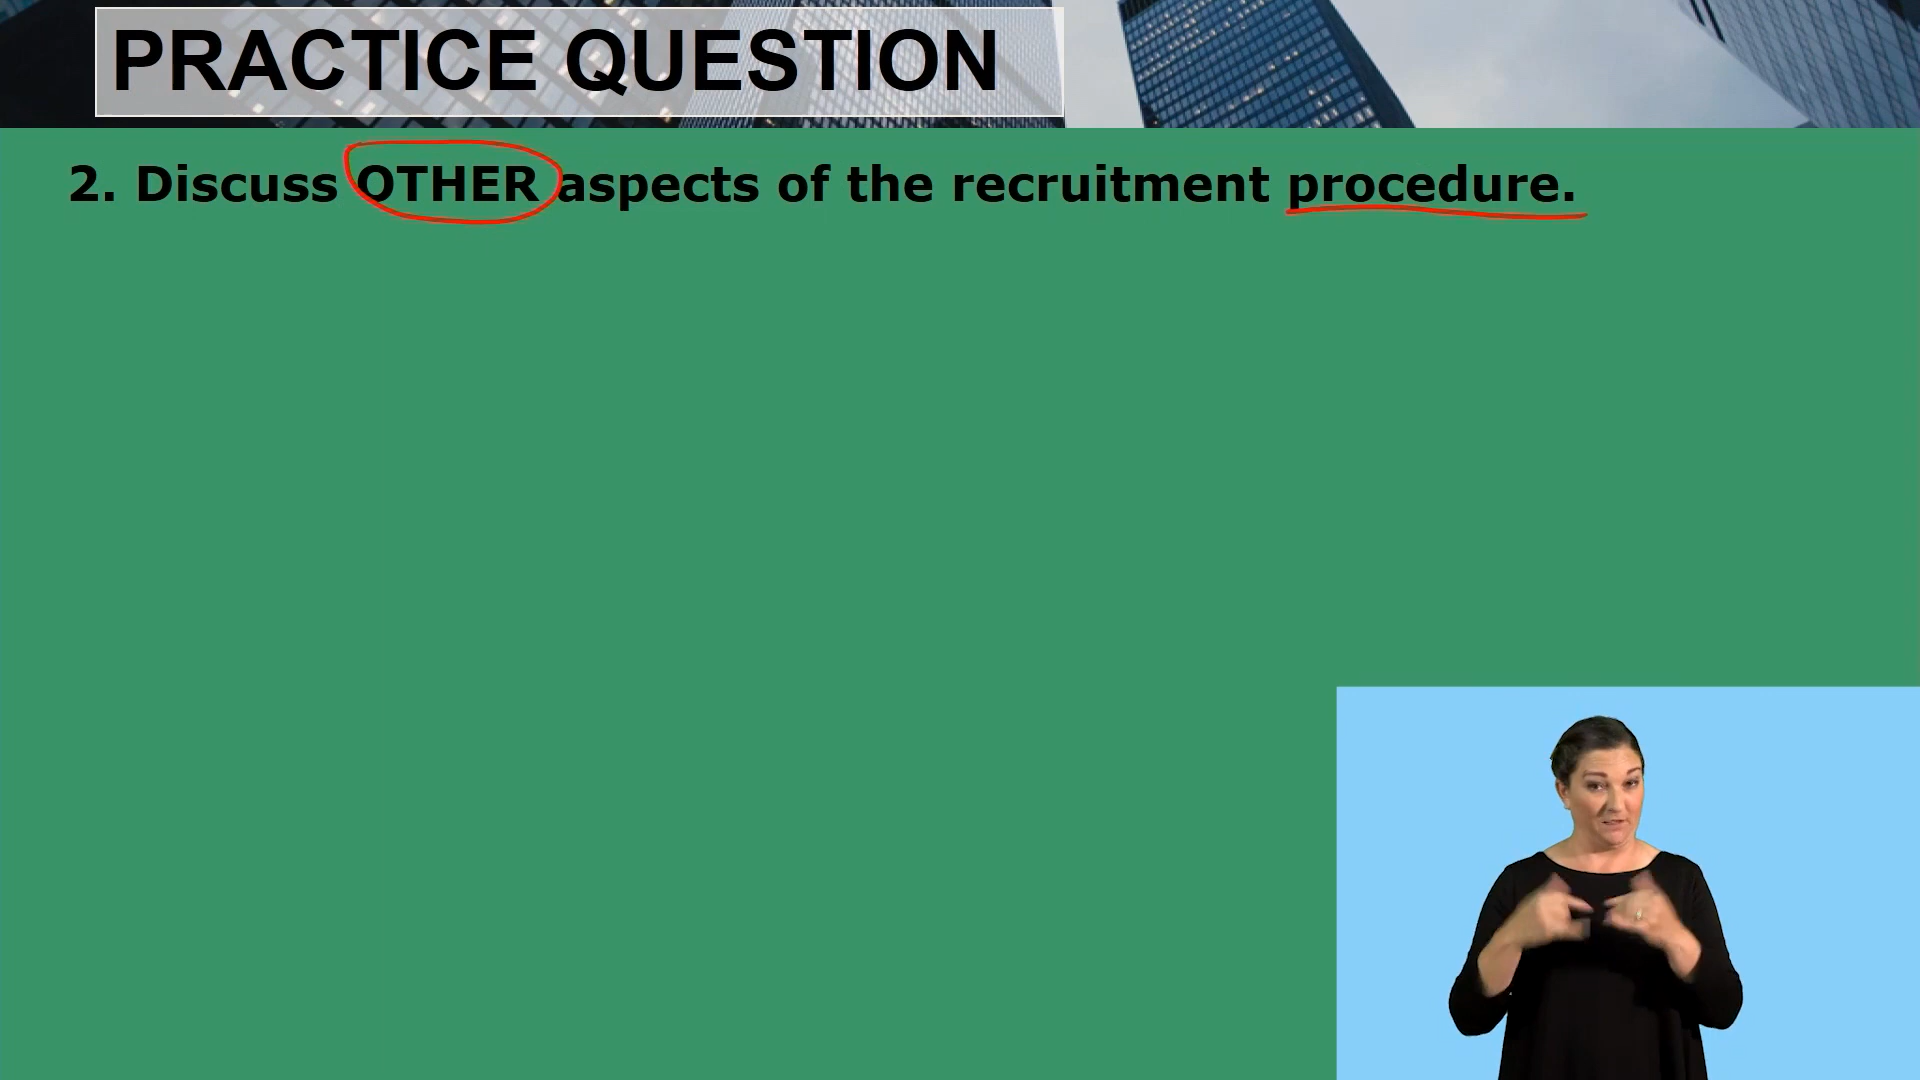 PRACTICE QUESTION
2. Discuss OTHER aspects of the recruitment procedure.